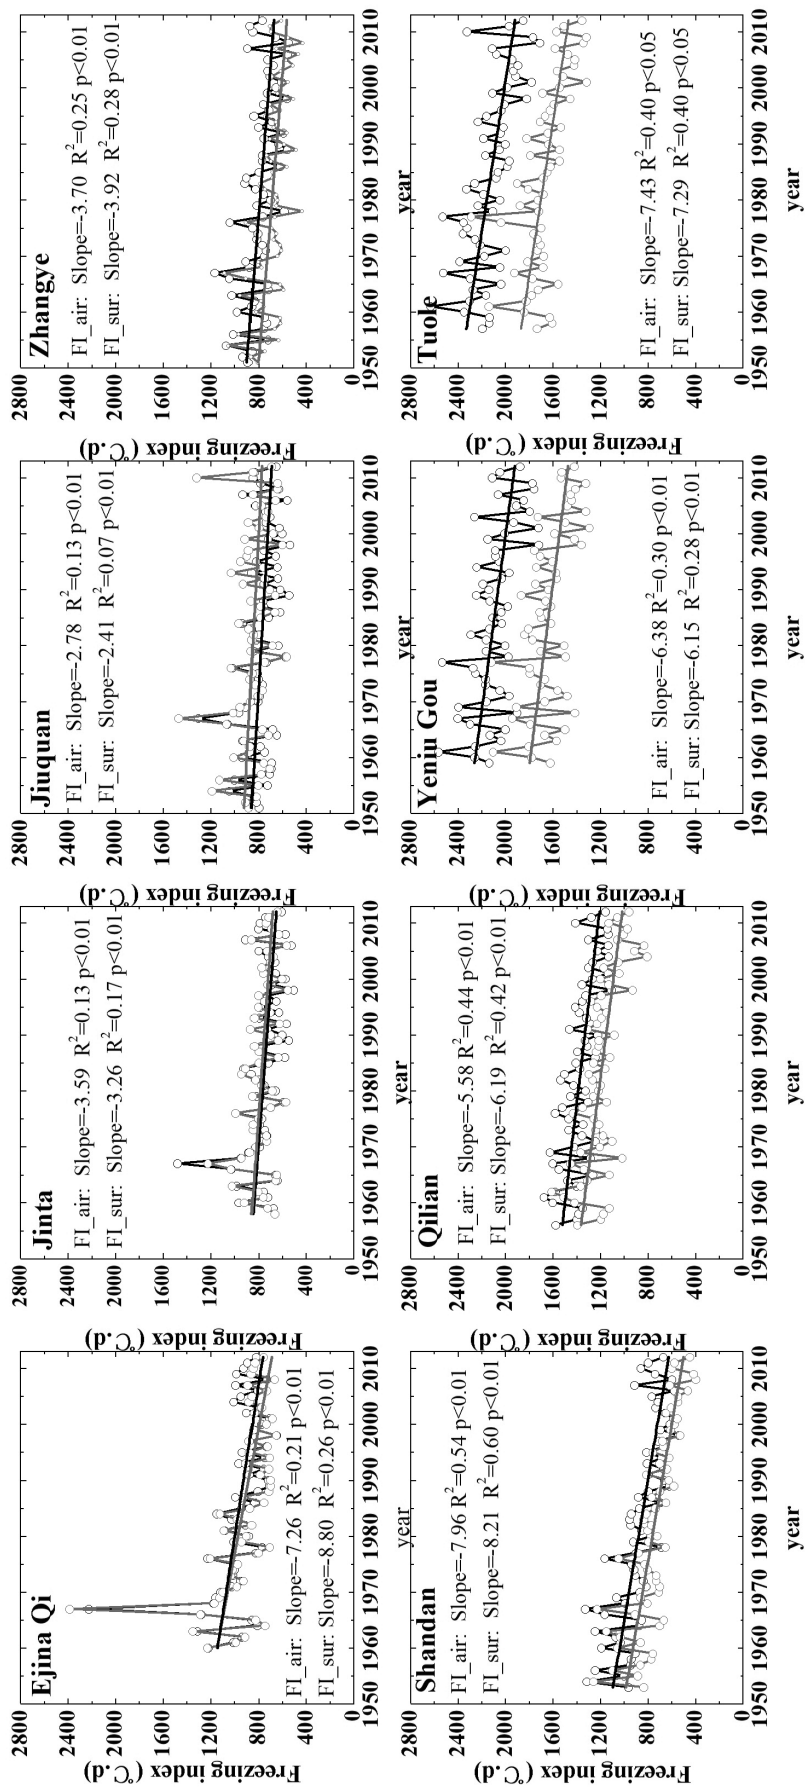 Ejina Qi
Freezing index (℃.d)
2800
2400
2000
1600
1200
800
400
0
FI_air: Slope=-7.26 R²=0.21 p<0.01
FI_sur: Slope=-8.80 R²=0.26 p<0.01
1950 1960 1970 1980 1990 2000 2010
year
Jinta
Freezing index (℃.d)
2800
2400
2000
1600
1200
800
400
0
FI_air: Slope=-3.59 R²=0.13 p<0.01
FI_sur: Slope=-3.26 R²=0.17 p<0.01
1950 1960 1970 1980 1990 2000 2010
year
Jiuquan
Freezing index (℃.d)
2800
2400
2000
1600
1200
800
400
0
FI_air: Slope=-2.78 R²=0.13 p<0.01
FI_sur: Slope=-2.41 R²=0.07 p<0.01
1950 1960 1970 1980 1990 2000 2010
year
Zhangye
Freezing index (℃.d)
2800
2400
2000
1600
1200
800
400
0
FI_air: Slope=-3.70 R²=0.25 p<0.01
FI_sur: Slope=-3.92 R²=0.28 p<0.01
1950 1960 1970 1980 1990 2000 2010
year
Shandan
Freezing index (℃.d)
2800
2400
2000
1600
1200
800
400
0
FI_air: Slope=-7.96 R²=0.54 p<0.01
FI_sur: Slope=-8.21 R²=0.60 p<0.01
1950 1960 1970 1980 1990 2000 2010
year
Qilian
Freezing index (℃.d)
2800
2400
2000
1600
1200
800
400
0
FI_air: Slope=-5.58 R²=0.44 p<0.01
FI_sur: Slope=-6.19 R²=0.42 p<0.01
1950 1960 1970 1980 1990 2000 2010
year
Yeniu Gou
Freezing index (℃.d)
2800
2400
2000
1600
1200
800
400
0
FI_air: Slope=-6.38 R²=0.30 p<0.01
FI_sur: Slope=-6.15 R²=0.28 p<0.01
1950 1960 1970 1980 1990 2000 2010
year
Tuole
Freezing index (℃.d)
2800
2400
2000
1600
1200
800
400
0
FI_air: Slope=-7.43 R²=0.40 p<0.05
FI_sur: Slope=-7.29 R²=0.40 p<0.05
1950 1960 1970 1980 1990 2000 2010
year